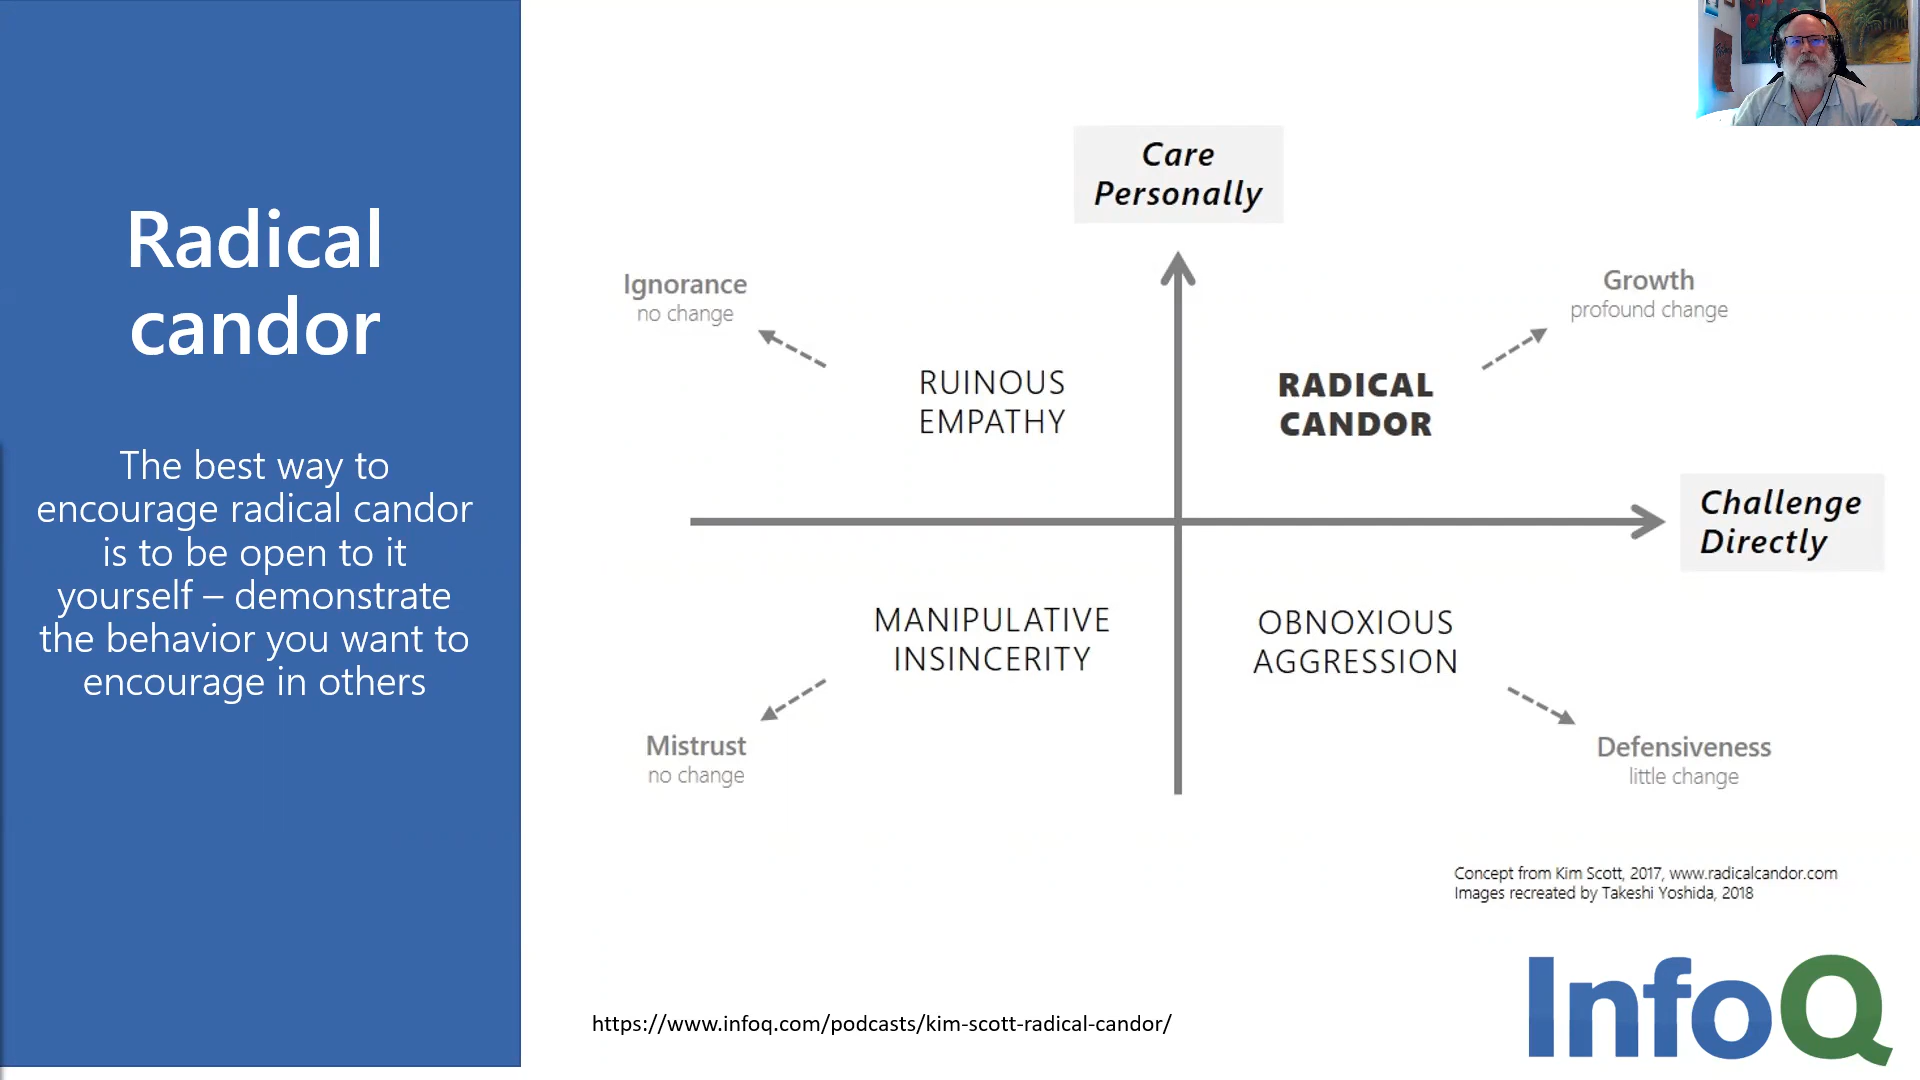 Radical
candor
The best way to
encourage radical candor
is to be open to it
yourself – demonstrate
the behavior you want to
encourage in others
Care
Personally
Ignorance
no change
Growth
profound change
RUINOUS
EMPATHY
RADICAL
CANDOR
Challenge
Directly
MANIPULATIVE
INSINCERITY
OBNOXIOUS
AGGRESSION
Mistrust
no change
Defensiveness
little change
Concept from Kim Scott, 2017, www.radicalcandor.com
Images recreated by Takeshi Yoshida, 2018
https://www.infoq.com/podcasts/kim-scott-radical-candor/
InfoQ